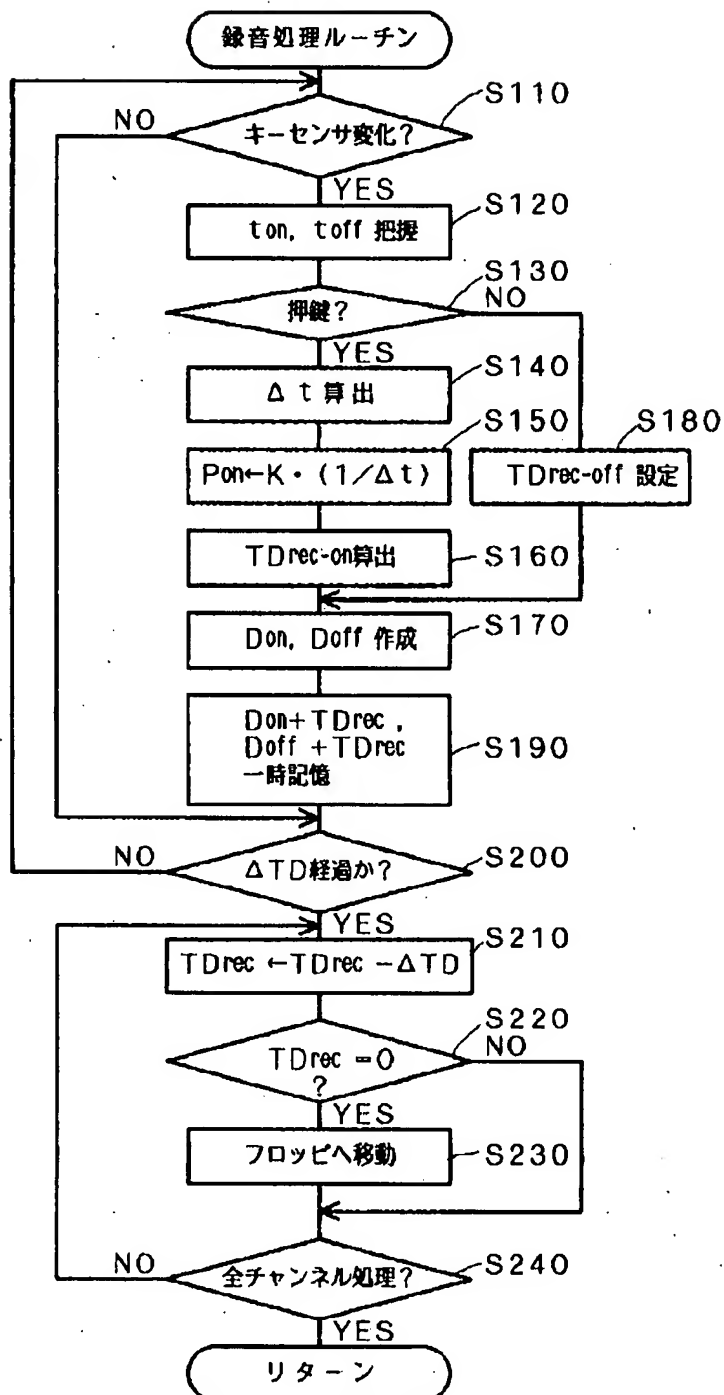 録音処理ルーチン
S110
NO
キーセンサ変化?
YES
S120
ton, toff 把握
S130
押鍵?
NO
YES
S140
Δt 算出
S150
Pon←K・(1/Δt)
S180
TDrec-off 設定
TDrec-on算出
S160
Don, Doff 作成
S170
Don+TDrec,
Doff+TDrec
一時記憶
S190
NO
ΔTD経過か?
S200
YES
S210
TDrec ←TDrec −ΔTD
S220
TDrec =0
?
NO
YES
フロッピへ移動
S230
NO
全チャンネル処理?
S240
YES
リターン